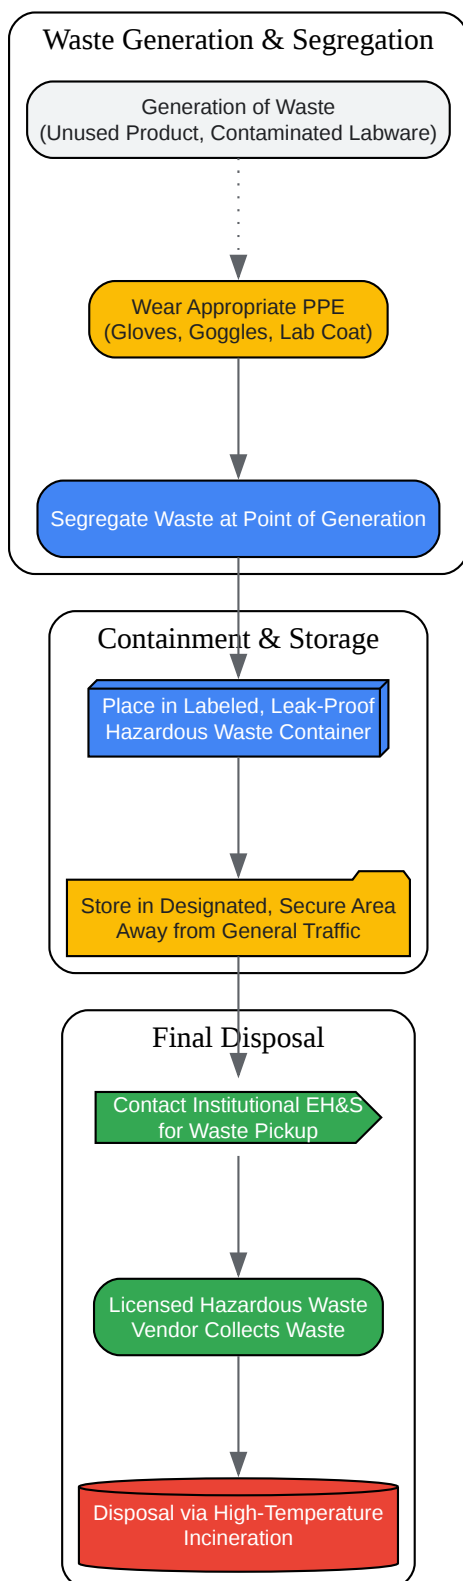 Waste Generation & Segregation
Generation of Waste
(Unused Product, Contaminated Labware)
Wear Appropriate PPE
(Gloves, Goggles, Lab Coat)
Segregate Waste at Point of Generation
Containment & Storage
Place in Labeled, Leak-Proof
Hazardous Waste Container
Store in Designated, Secure Area
Away from General Traffic
Final Disposal
Contact Institutional EH&S
for Waste Pickup
Licensed Hazardous Waste
Vendor Collects Waste
Disposal via High-Temperature
Incineration